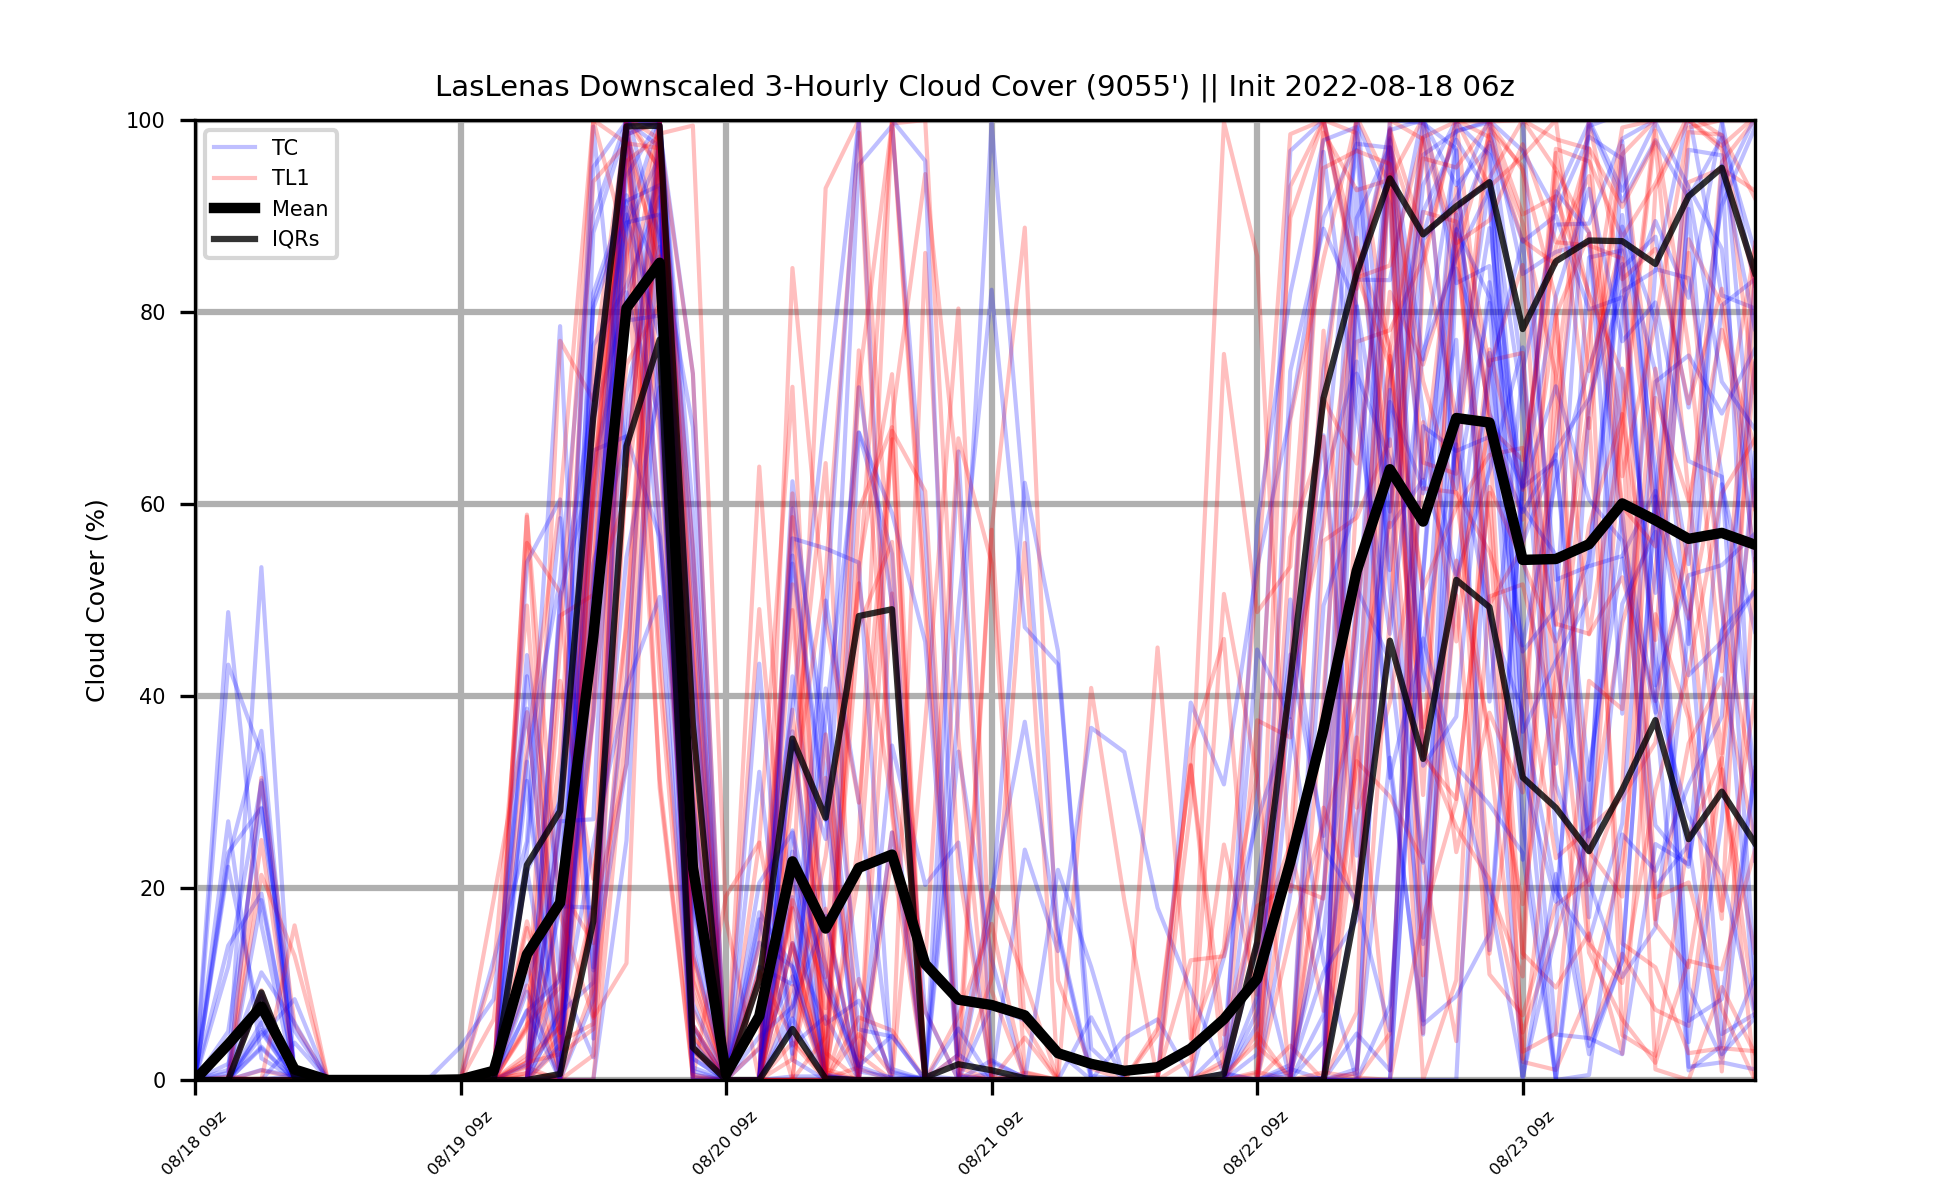 LasLenas Downscaled 3-Hourly Cloud Cover (9055') || Init 2022-08-18 06z
100
80
60
40
20
0
Cloud Cover (%)
TC
TL1
Mean
IQRs
08/18 09z
08/19 09z
08/20 09z
08/21 09z
08/22 09z
08/23 09z